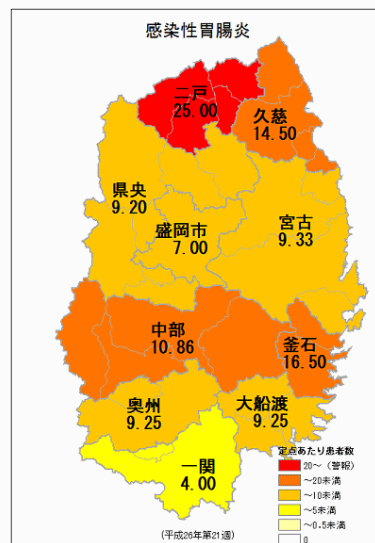 感染性胃腸炎
二戸
25.00
久慈
14.50
県央
9.20
盛岡市
7.00
宮古
9.33
中部
10.86
釜石
16.50
奥州
9.25
大船渡
9.25
一関
4.00
定点あたり患者数
20～（警報）
～20未満
～10未満
～5未満
～0.5未満
0
(平成26年第21週)